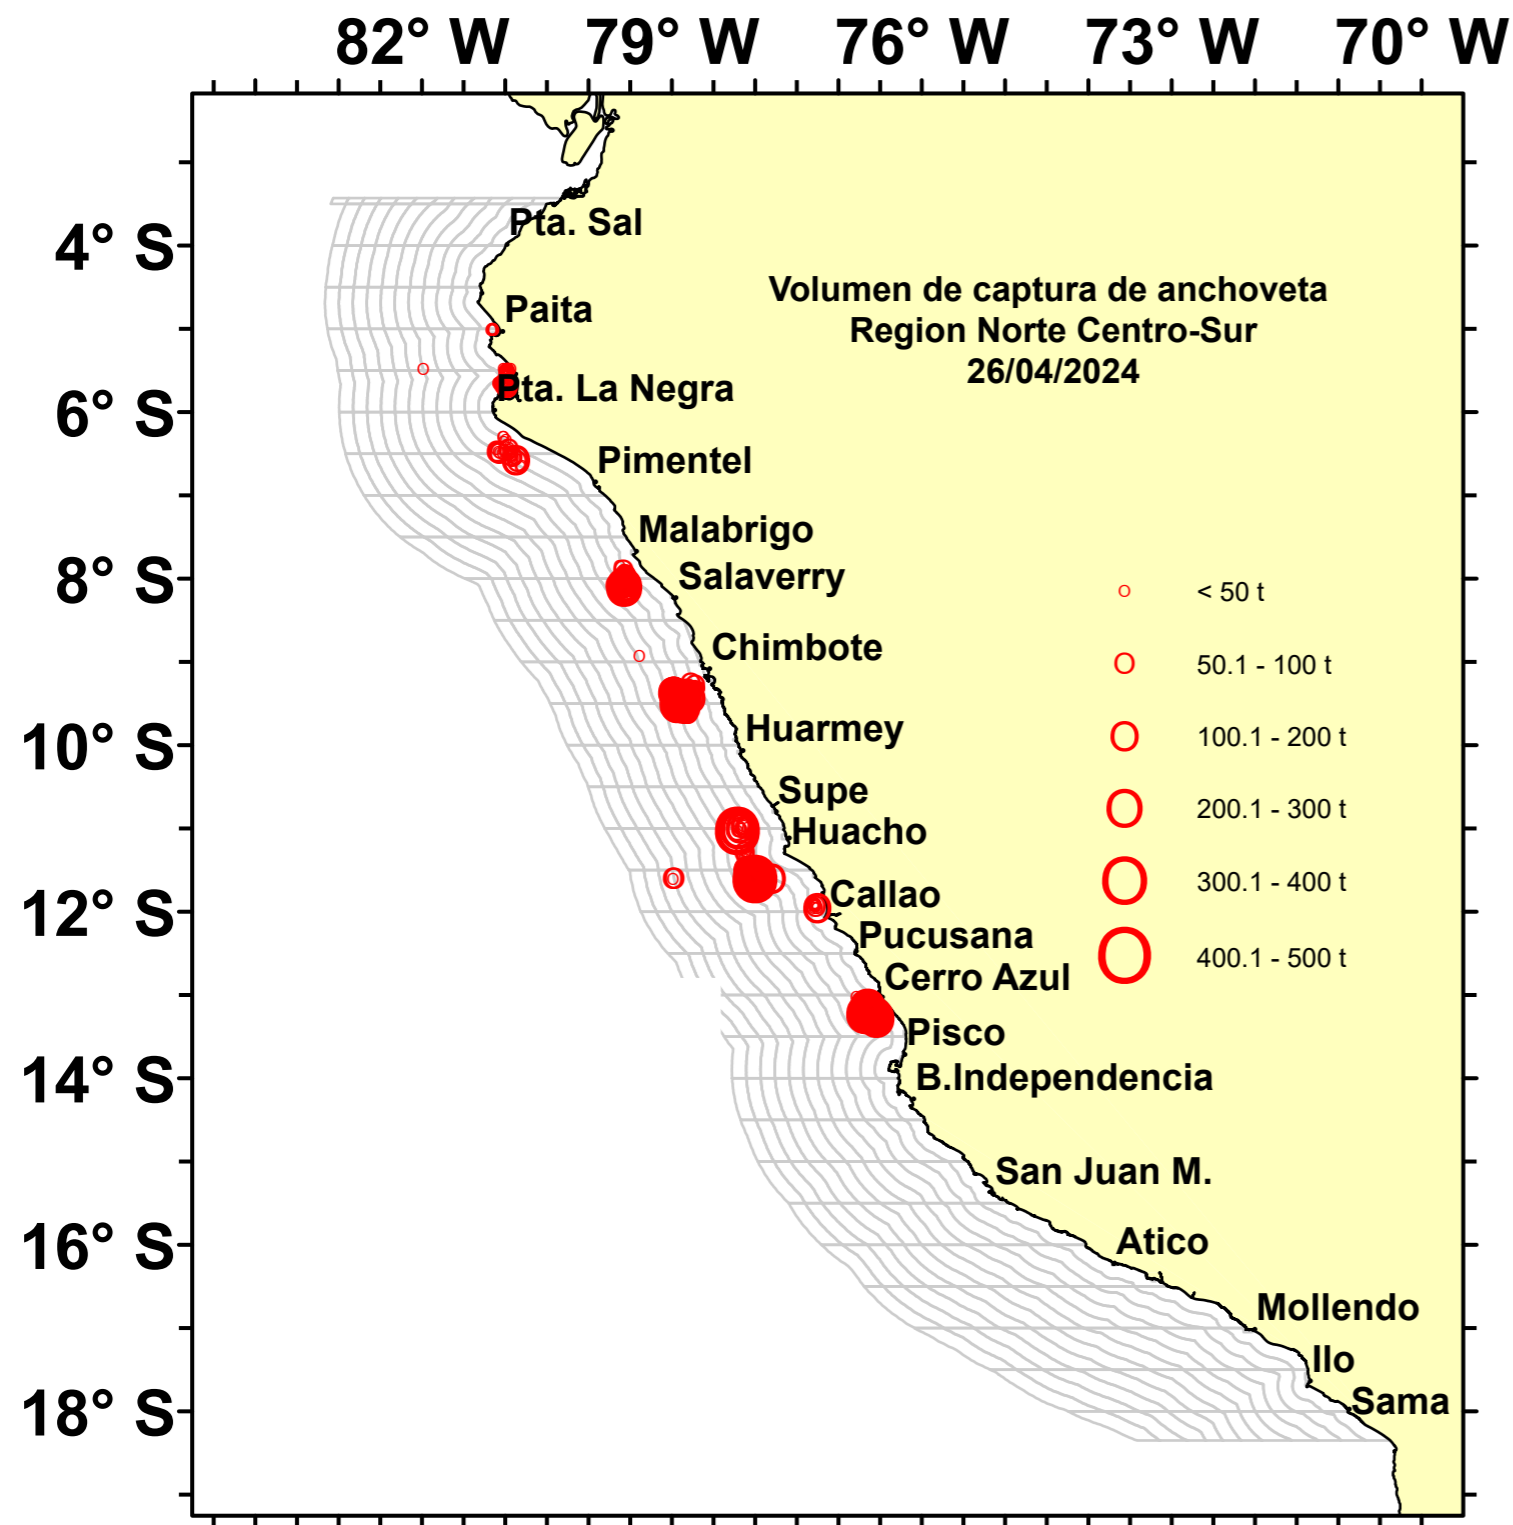 82° W 79° W 76° W 73° W 70° W
4° S
6° S
8° S
10° S
12° S
14° S
16° S
18° S
Volumen de captura de anchoveta
Region Norte Centro-Sur
26/04/2024
Pta. Sal
Paita
Pta. La Negra
Pimentel
Malabrigo
Salaverry
Chimbote
Huarmey
Supe
Huacho
Callao
Pucusana
Cerro Azul
Pisco
B.Independencia
San Juan M.
Atico
Mollendo
Ilo
Sama
< 50 t
50.1 - 100 t
100.1 - 200 t
200.1 - 300 t
300.1 - 400 t
400.1 - 500 t